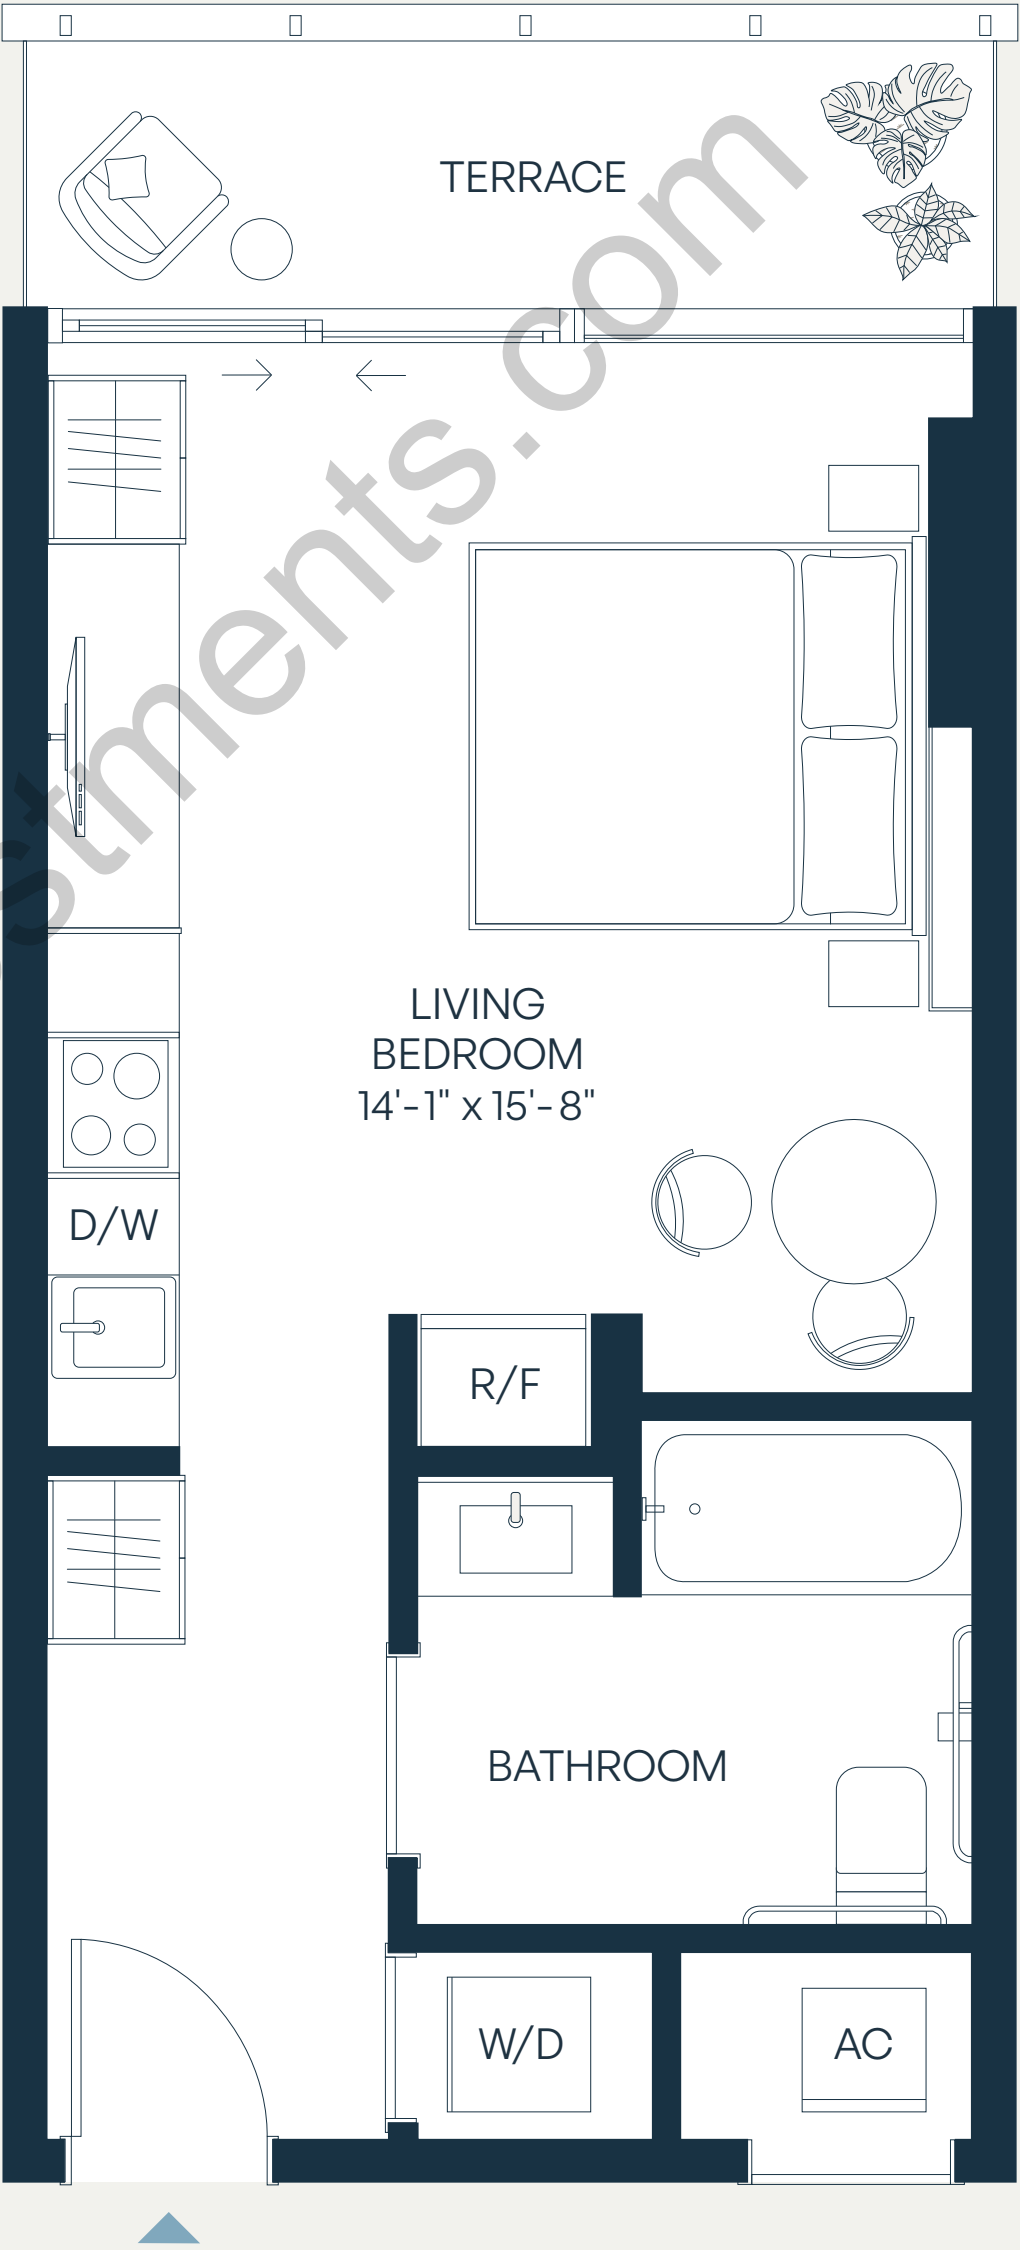 TERRACE
stments.com
LIVING
BEDROOM
14'-1" x 15'-8"
D/W
R/F
BATHROOM
W/D
AC